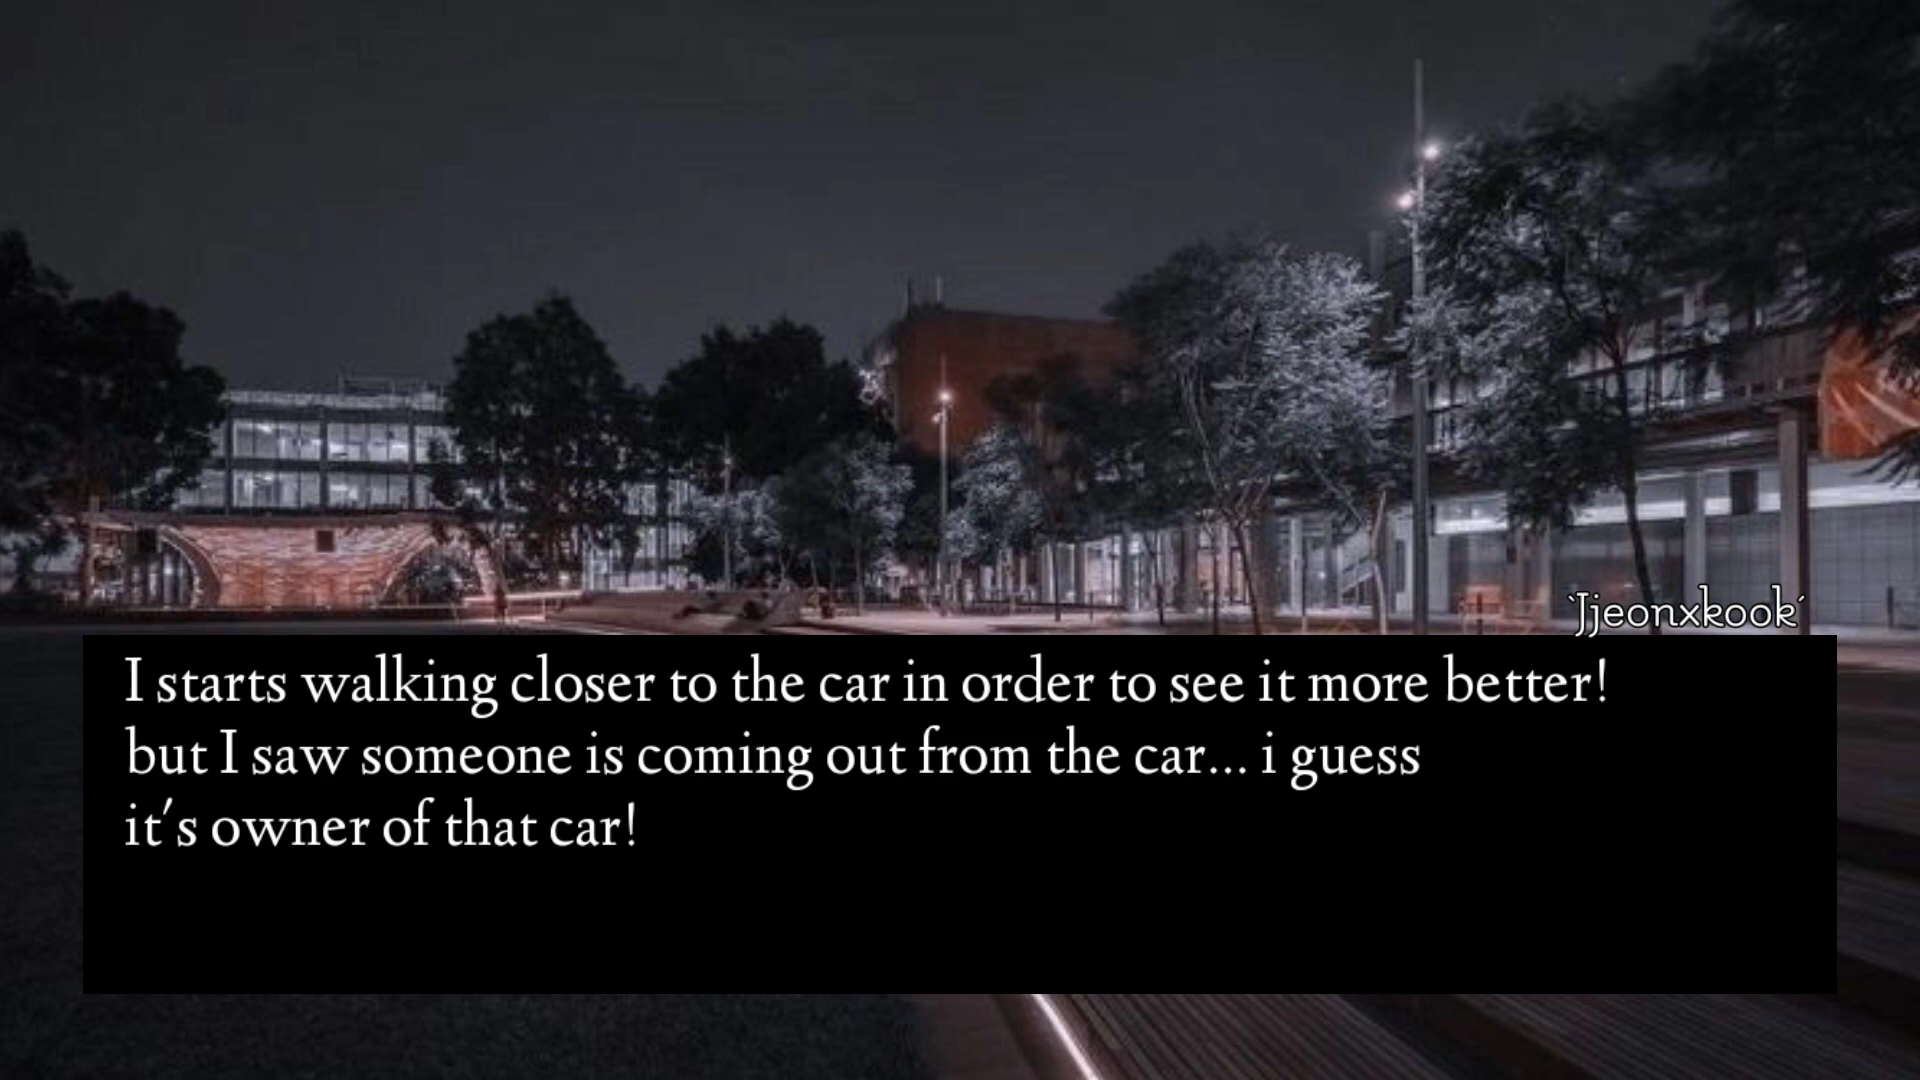 `Jjeonxkook´
I starts walking closer to the car in order to see it more better!
but I saw someone is coming out from the car... i guess
it's owner of that car!